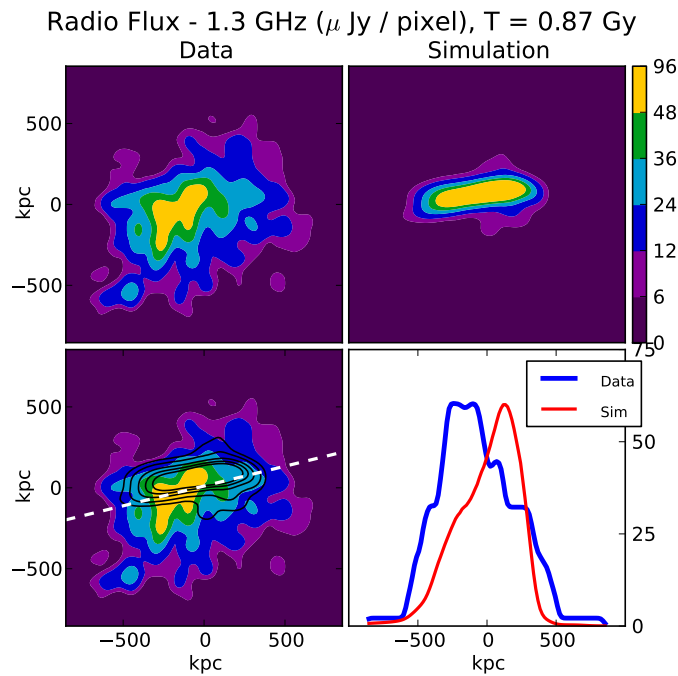 Radio Flux - 1.3 GHz (μ Jy / pixel), T = 0.87 Gy
Data Simulation
96
48
36
24
12
6
0
500
0
−500
kpc
kpc
75
50
25
0
Data
Sim
500
0
−500
kpc
−500 0 500
kpc
−500 0 500
kpc